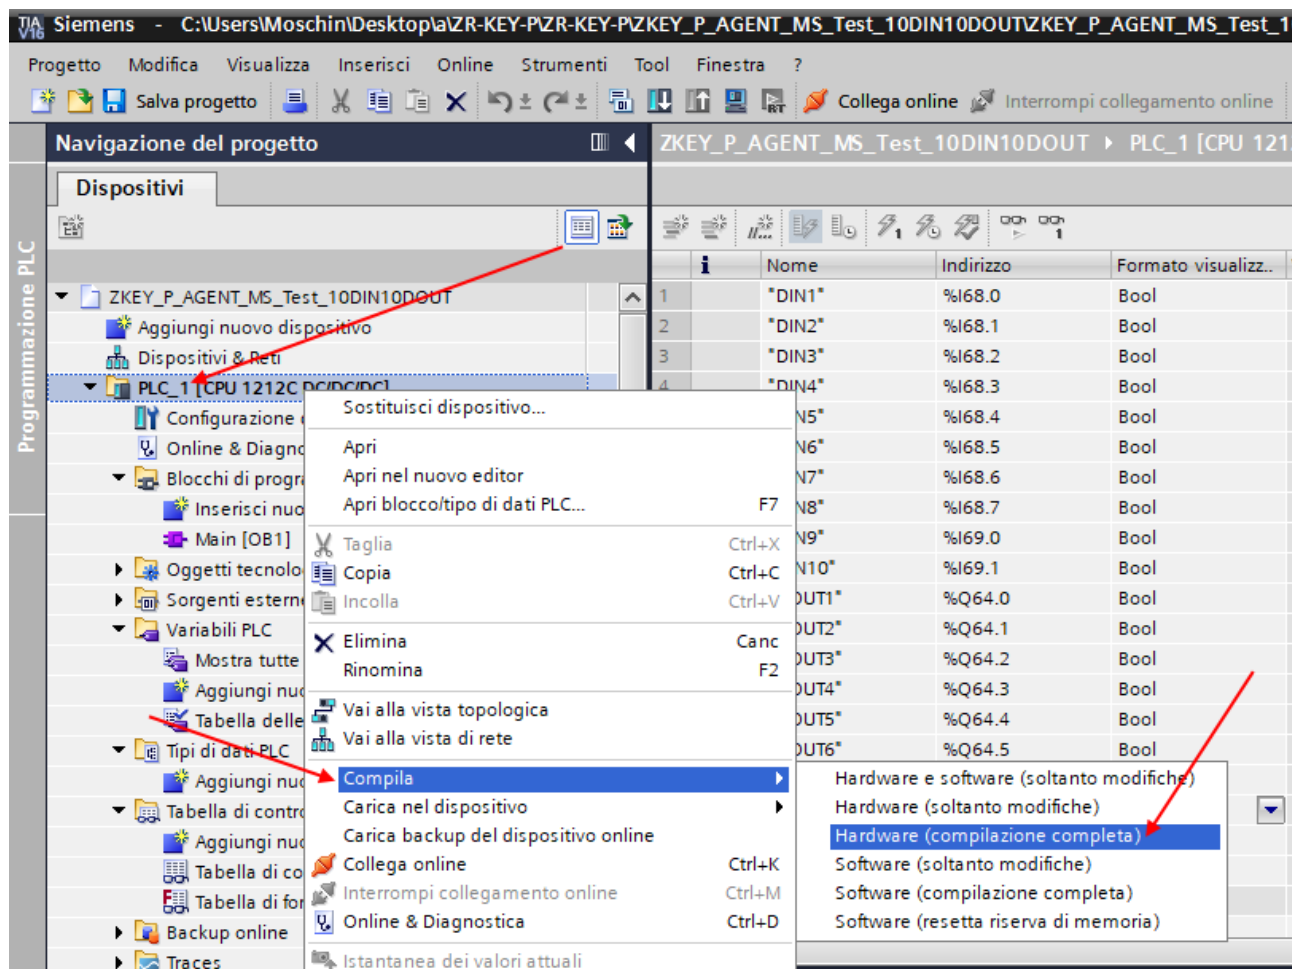 TIA V16 Siemens - C:\Users\Moschin\Desktop\a\ZR-KEY-P\ZR-KEY-P\ZKEY_P_AGENT_MS_Test_10DIN10DOUT\ZKEY_P_AGENT_MS_Test_1
Progetto Modifica Visualizza Inserisci Online Strumenti Tool Finestra ?
Salva progetto RT Collega online Interrompi collegamento online
Navigazione del progetto
ZKEY_P_AGENT_MS_Test_10DIN10DOUT PLC_1 [CPU 121
Dispositivi
Programmazione PLC
i Nome Indirizzo Formato visualizz..
ZKEY_P_AGENT_MS_Test_10DIN10DOUT
1 "DIN1" %I68.0 Bool
Aggiungi nuovo dispositivo
2 "DIN2" %I68.1 Bool
Dispositivi & Reti
3 "DIN3" %I68.2 Bool
PLC_1 [CPU 1212C DC/DC/DC]
4 "DIN4" %I68.3 Bool
Configurazione
N5" %I68.4 Bool
Online & Diagno
N6" %I68.5 Bool
Blocchi di progr
N7" %I68.6 Bool
Inserisci nuo
N8" %I68.7 Bool
Main [OB1]
N9" %I69.0 Bool
Oggetti tecnolo
N10" %I69.1 Bool
Sorgenti estern
OUT1" %Q64.0 Bool
Variabili PLC
OUT2" %Q64.1 Bool
Mostra tutte
OUT3" %Q64.2 Bool
Aggiungi nuo
OUT4" %Q64.3 Bool
Tabella delle
OUT5" %Q64.4 Bool
Tipi di dati PLC
OUT6" %Q64.5 Bool
Aggiungi nuo
Tabella di contro
Aggiungi nuo
Tabella di co
Tabella di for
Backup online
Traces
Sostituisci dispositivo...
Apri
Apri nel nuovo editor
Apri blocco/tipo di dati PLC... F7
Taglia Ctrl+X
Copia Ctrl+C
Incolla Ctrl+V
Elimina Canc
Rinomina F2
Vai alla vista topologica
Vai alla vista di rete
Compila
Carica nel dispositivo
Carica backup del dispositivo online
Collega online Ctrl+K
Interrompi collegamento online Ctrl+M
Online & Diagnostica Ctrl+D
Istantanea dei valori attuali
Hardware e software (soltanto modifiche)
Hardware (soltanto modifiche)
Hardware (compilazione completa)
Software (soltanto modifiche)
Software (compilazione completa)
Software (resetta riserva di memoria)